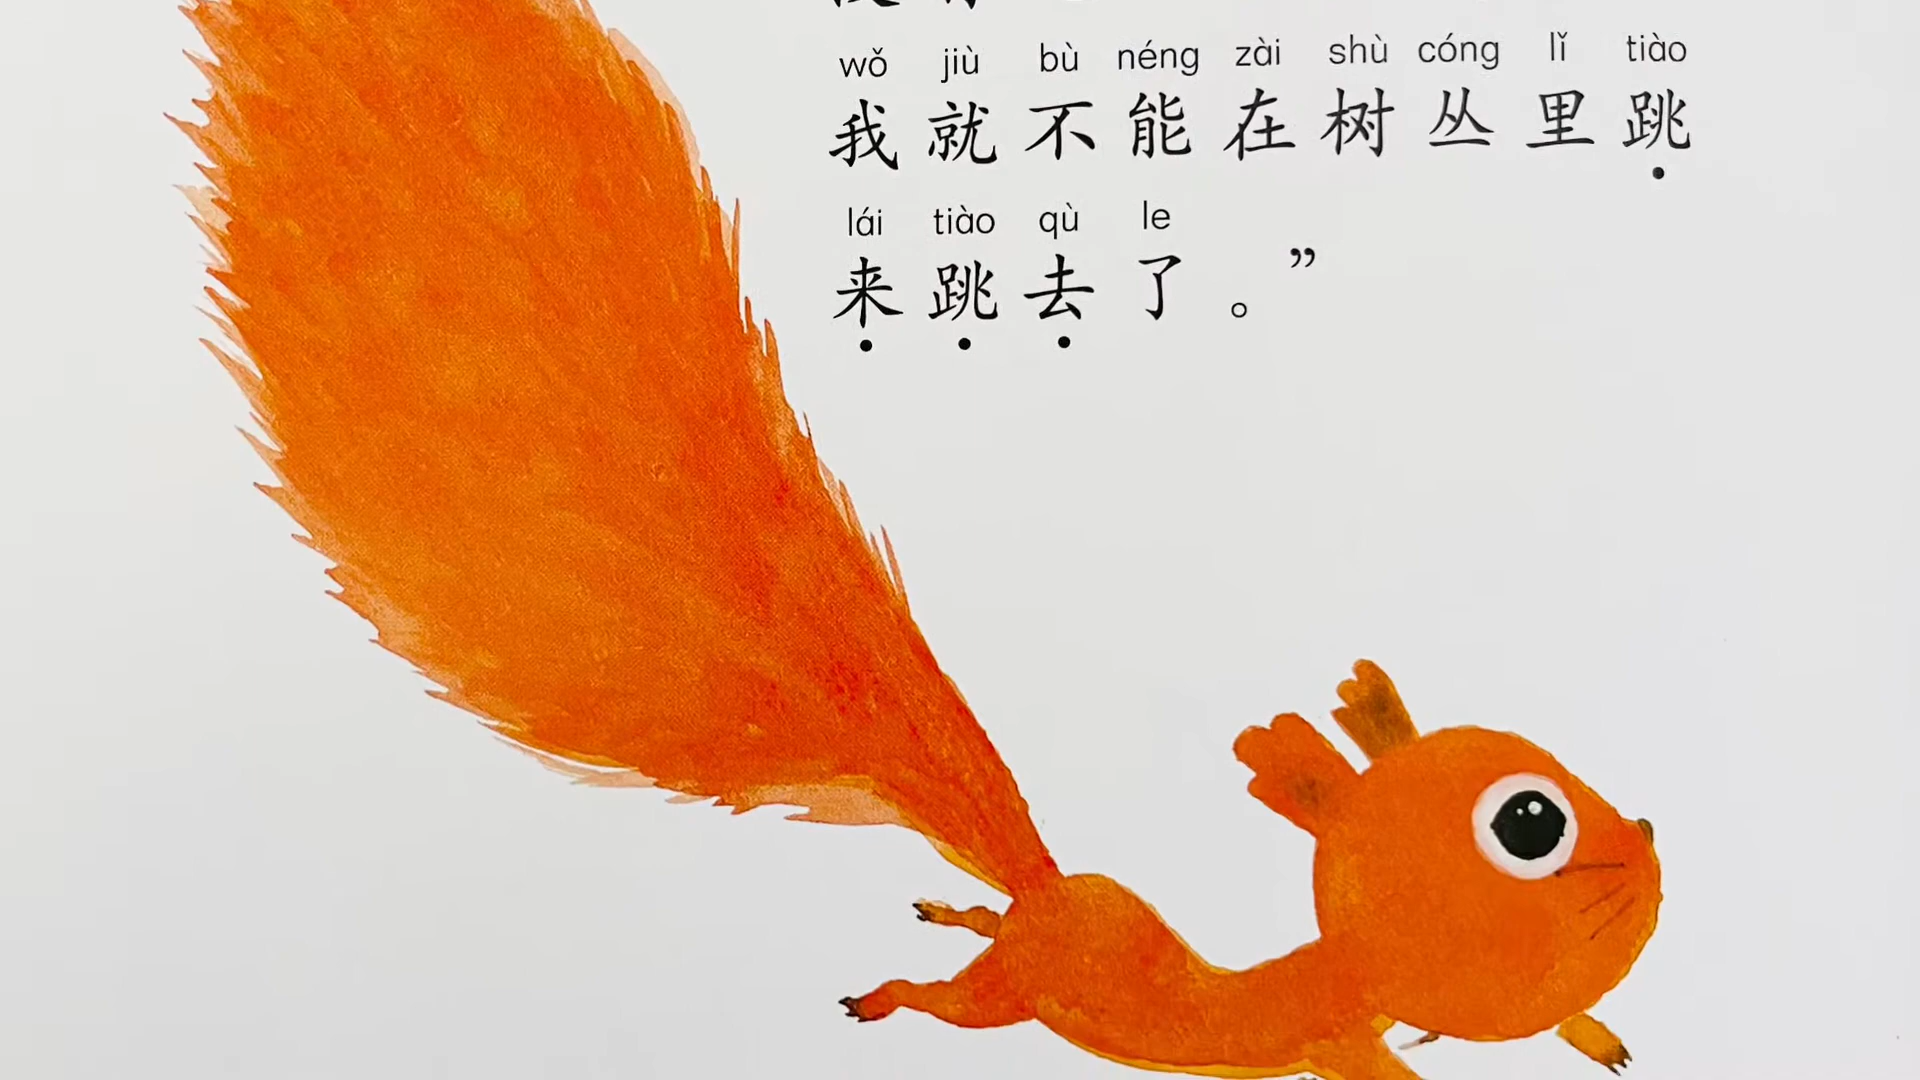 wǒ jiù bù néng zài shù cóng lǐ tiào
我就不能在树丛里跳
lái tiào qù le
来跳去了。”